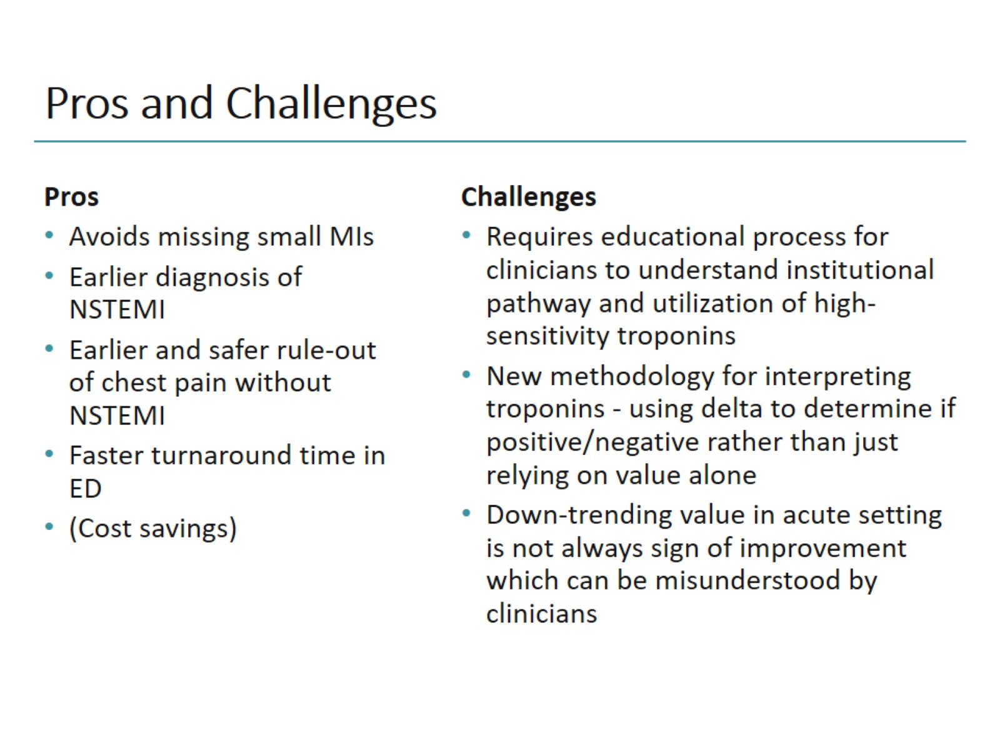 Pros and Challenges
Pros
• Avoids missing small MIs
• Earlier diagnosis of
NSTEMI
• Earlier and safer rule-out
of chest pain without
NSTEMI
• Faster turnaround time in
ED
• (Cost savings)
Challenges
• Requires educational process for
clinicians to understand institutional
pathway and utilization of high-
sensitivity troponins
• New methodology for interpreting
troponins - using delta to determine if
positive/negative rather than just
relying on value alone
• Down-trending value in acute setting
is not always sign of improvement
which can be misunderstood by
clinicians